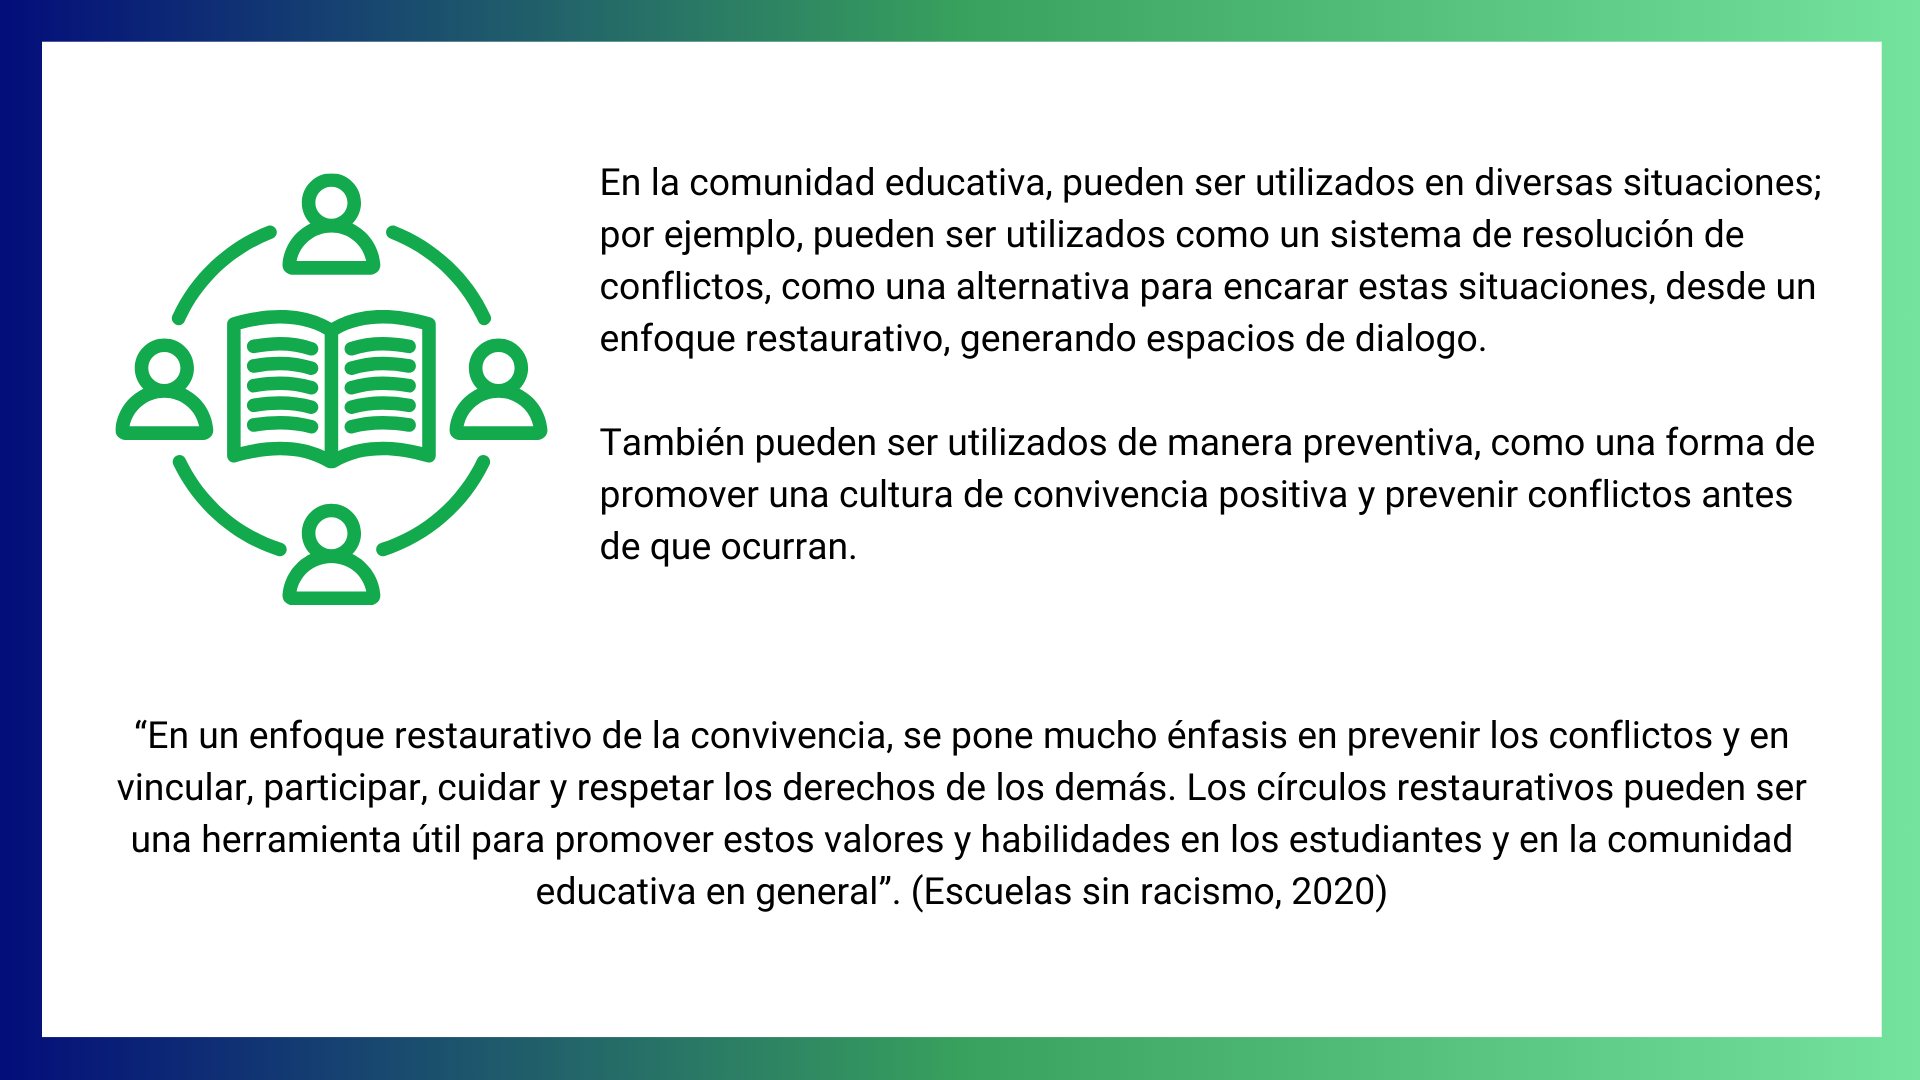 En la comunidad educativa, pueden ser utilizados en diversas situaciones;
por ejemplo, pueden ser utilizados como un sistema de resolución de
conflictos, como una alternativa para encarar estas situaciones, desde un
enfoque restaurativo, generando espacios de dialogo.
También pueden ser utilizados de manera preventiva, como una forma de
promover una cultura de convivencia positiva y prevenir conflictos antes
de que ocurran.
“En un enfoque restaurativo de la convivencia, se pone mucho énfasis en prevenir los conflictos y en
vincular, participar, cuidar y respetar los derechos de los demás. Los círculos restaurativos pueden ser
una herramienta útil para promover estos valores y habilidades en los estudiantes y en la comunidad
educativa en general”. (Escuelas sin racismo, 2020)